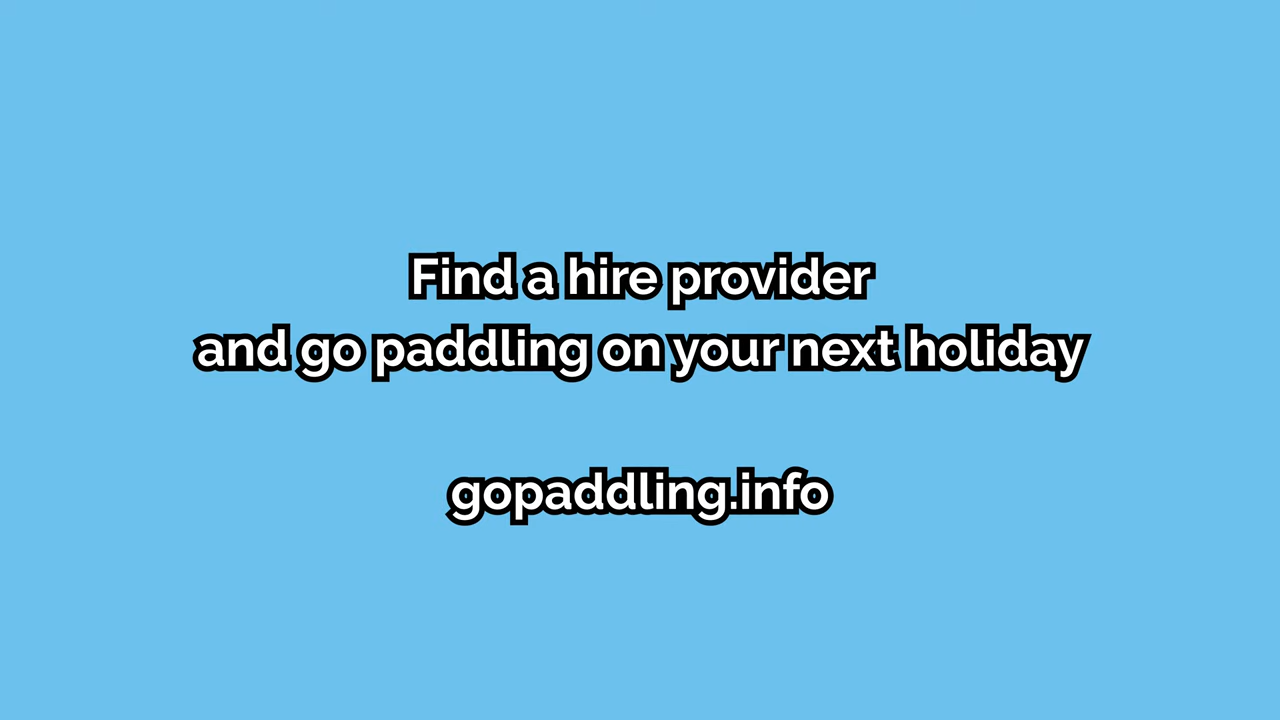 Find a hire provider
and go paddling on your next holiday
gopaddling.info